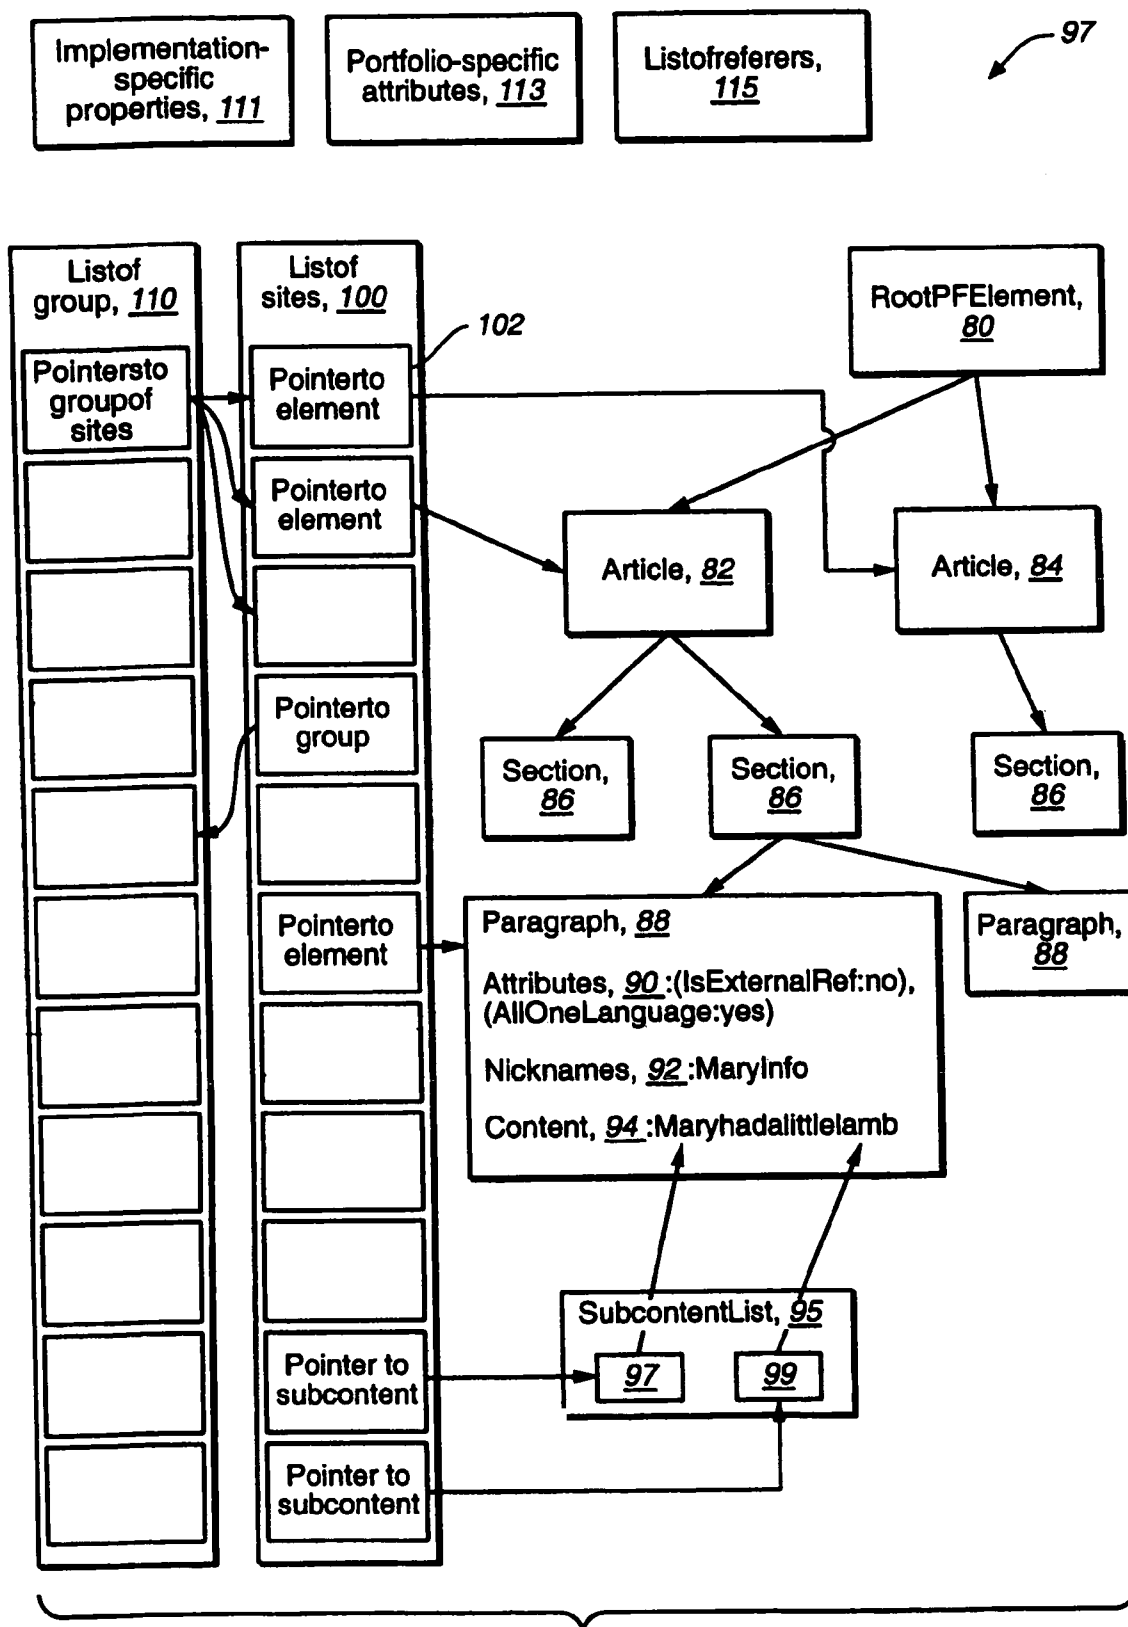 97
Implementation-
specific
properties, 111
Portfolio-specific
attributes, 113
Listofreferers,
115
Listof
group, 110
Listof
sites, 100
102
RootPFElement,
80
Pointersto
groupof
sites
Pointerto
element
Pointerto
element
Article, 82
Article, 84
Pointerto
group
Section,
86
Section,
86
Section,
86
Pointerto
element
Paragraph, 88
Attributes, 90:(IsExternalRef:no),
(AllOneLanguage:yes)
Nicknames, 92:MaryInfo
Content, 94:Maryhadalittlelamb
Paragraph,
88
SubcontentList, 95
97
99
Pointer to
subcontent
Pointer to
subcontent